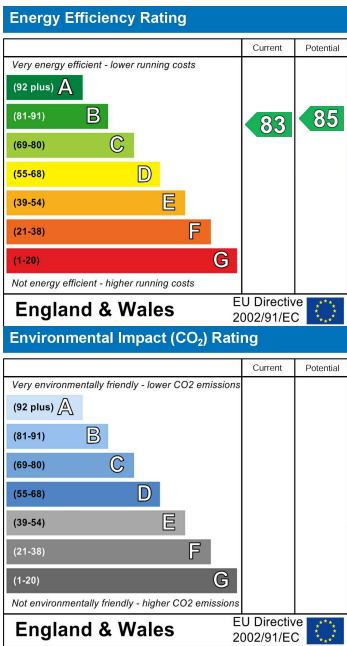 Energy Efficiency Rating
Current Potential
Very energy efficient - lower running costs
(92 plus) A
(81-91) B
(69-80) C
(55-68) D
(39-54) E
(21-38) F
(1-20) G
83 85
Not energy efficient - higher running costs
England & Wales
EU Directive
2002/91/EC
Environmental Impact (CO₂) Rating
Current Potential
Very environmentally friendly - lower CO2 emissions
(92 plus) A
(81-91) B
(69-80) C
(55-68) D
(39-54) E
(21-38) F
(1-20) G
Not environmentally friendly - higher CO2 emissions
England & Wales
EU Directive
2002/91/EC